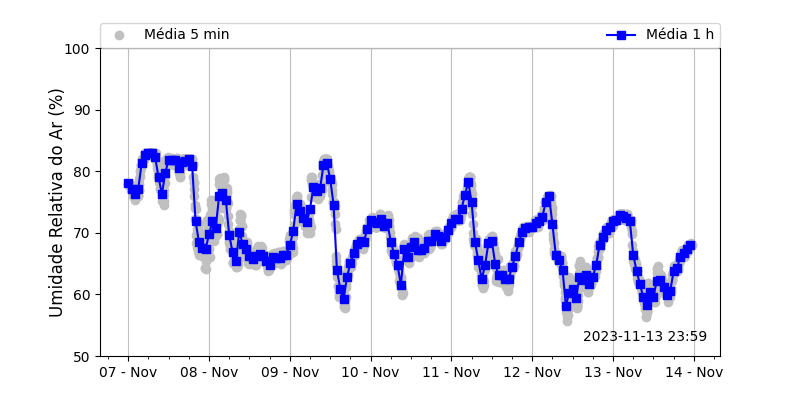 Média 5 min
Média 1 h
Umidade Relativa do Ar (%)
100
90
80
70
60
50
2023-11-13 23:59
07 - Nov
08 - Nov
09 - Nov
10 - Nov
11 - Nov
12 - Nov
13 - Nov
14 - Nov